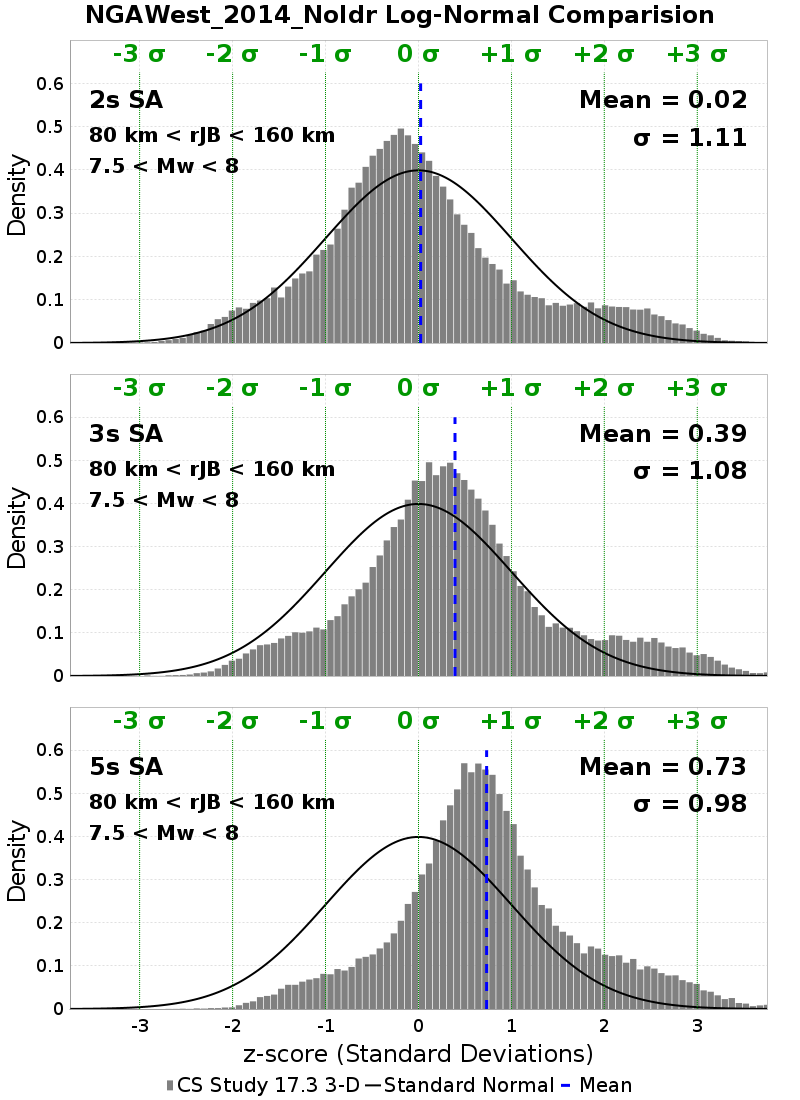 NGAWest_2014_NoIdr Log-Normal Comparision
-3 σ -2 σ -1 σ 0 σ +1 σ +2 σ +3 σ
0.6
2s SA Mean = 0.02
0.5
80 km < rJB < 160 km σ = 1.11
0.4
7.5 < Mw < 8
0.3
Density
0.2
0.1
0
-3 σ -2 σ -1 σ 0 σ +1 σ +2 σ +3 σ
0.6
3s SA Mean = 0.39
0.5
80 km < rJB < 160 km σ = 1.08
0.4
7.5 < Mw < 8
0.3
Density
0.2
0.1
0
-3 σ -2 σ -1 σ 0 σ +1 σ +2 σ +3 σ
0.6
5s SA Mean = 0.73
0.5
80 km < rJB < 160 km σ = 0.98
0.4
7.5 < Mw < 8
0.3
Density
0.2
0.1
0
-3 -2 -1 0 1 2 3
z-score (Standard Deviations)
CS Study 17.3 3-D Standard Normal Mean